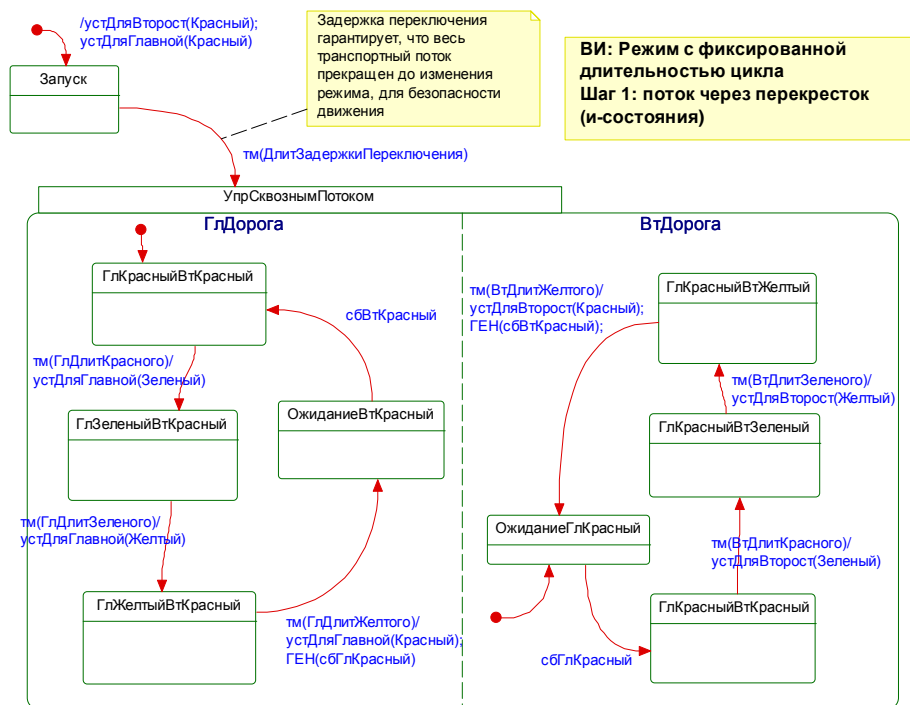 /устДляВторост(Красный);
устДляГлавной(Красный)
Запуск
Задержка переключения
гарантирует, что весь
транспортный поток
прекращен до изменения
режима, для безопасности
движения
ВИ: Режим с фиксированной
длительностью цикла
Шаг 1: поток через перекресток
(и-состояния)
тм(ДлитЗадержкиПереключения)
УпрСквознымПотоком
ГлДорога
ГлКрасныйВтКрасный
сбВтКрасный
тм(ГлДлитКрасного)/
устДляГлавной(Зеленый)
ГлЗеленыйВтКрасный
ОжиданиеВтКрасный
тм(ГлДлитЗеленого)/
устДляГлавной(Желтый)
ГлЖелтыйВтКрасный
тм(ГлДлитЖелтого)/
устДляГлавной(Красный);
ГЕН(сбГлКрасный)
ВтДорога
тм(ВтДлитЖелтого)/
устДляВторост(Красный);
ГЕН(сбВтКрасный);
ГлКрасныйВтЖелтый
тм(ВтДлитЗеленого)/
устДляВторост(Желтый)
ГлКрасныйВтЗеленый
ОжиданиеГлКрасный
тм(ВтДлитКрасного)/
устДляВторост(Зеленый)
ГлКрасныйВтКрасный
сбГлКрасный